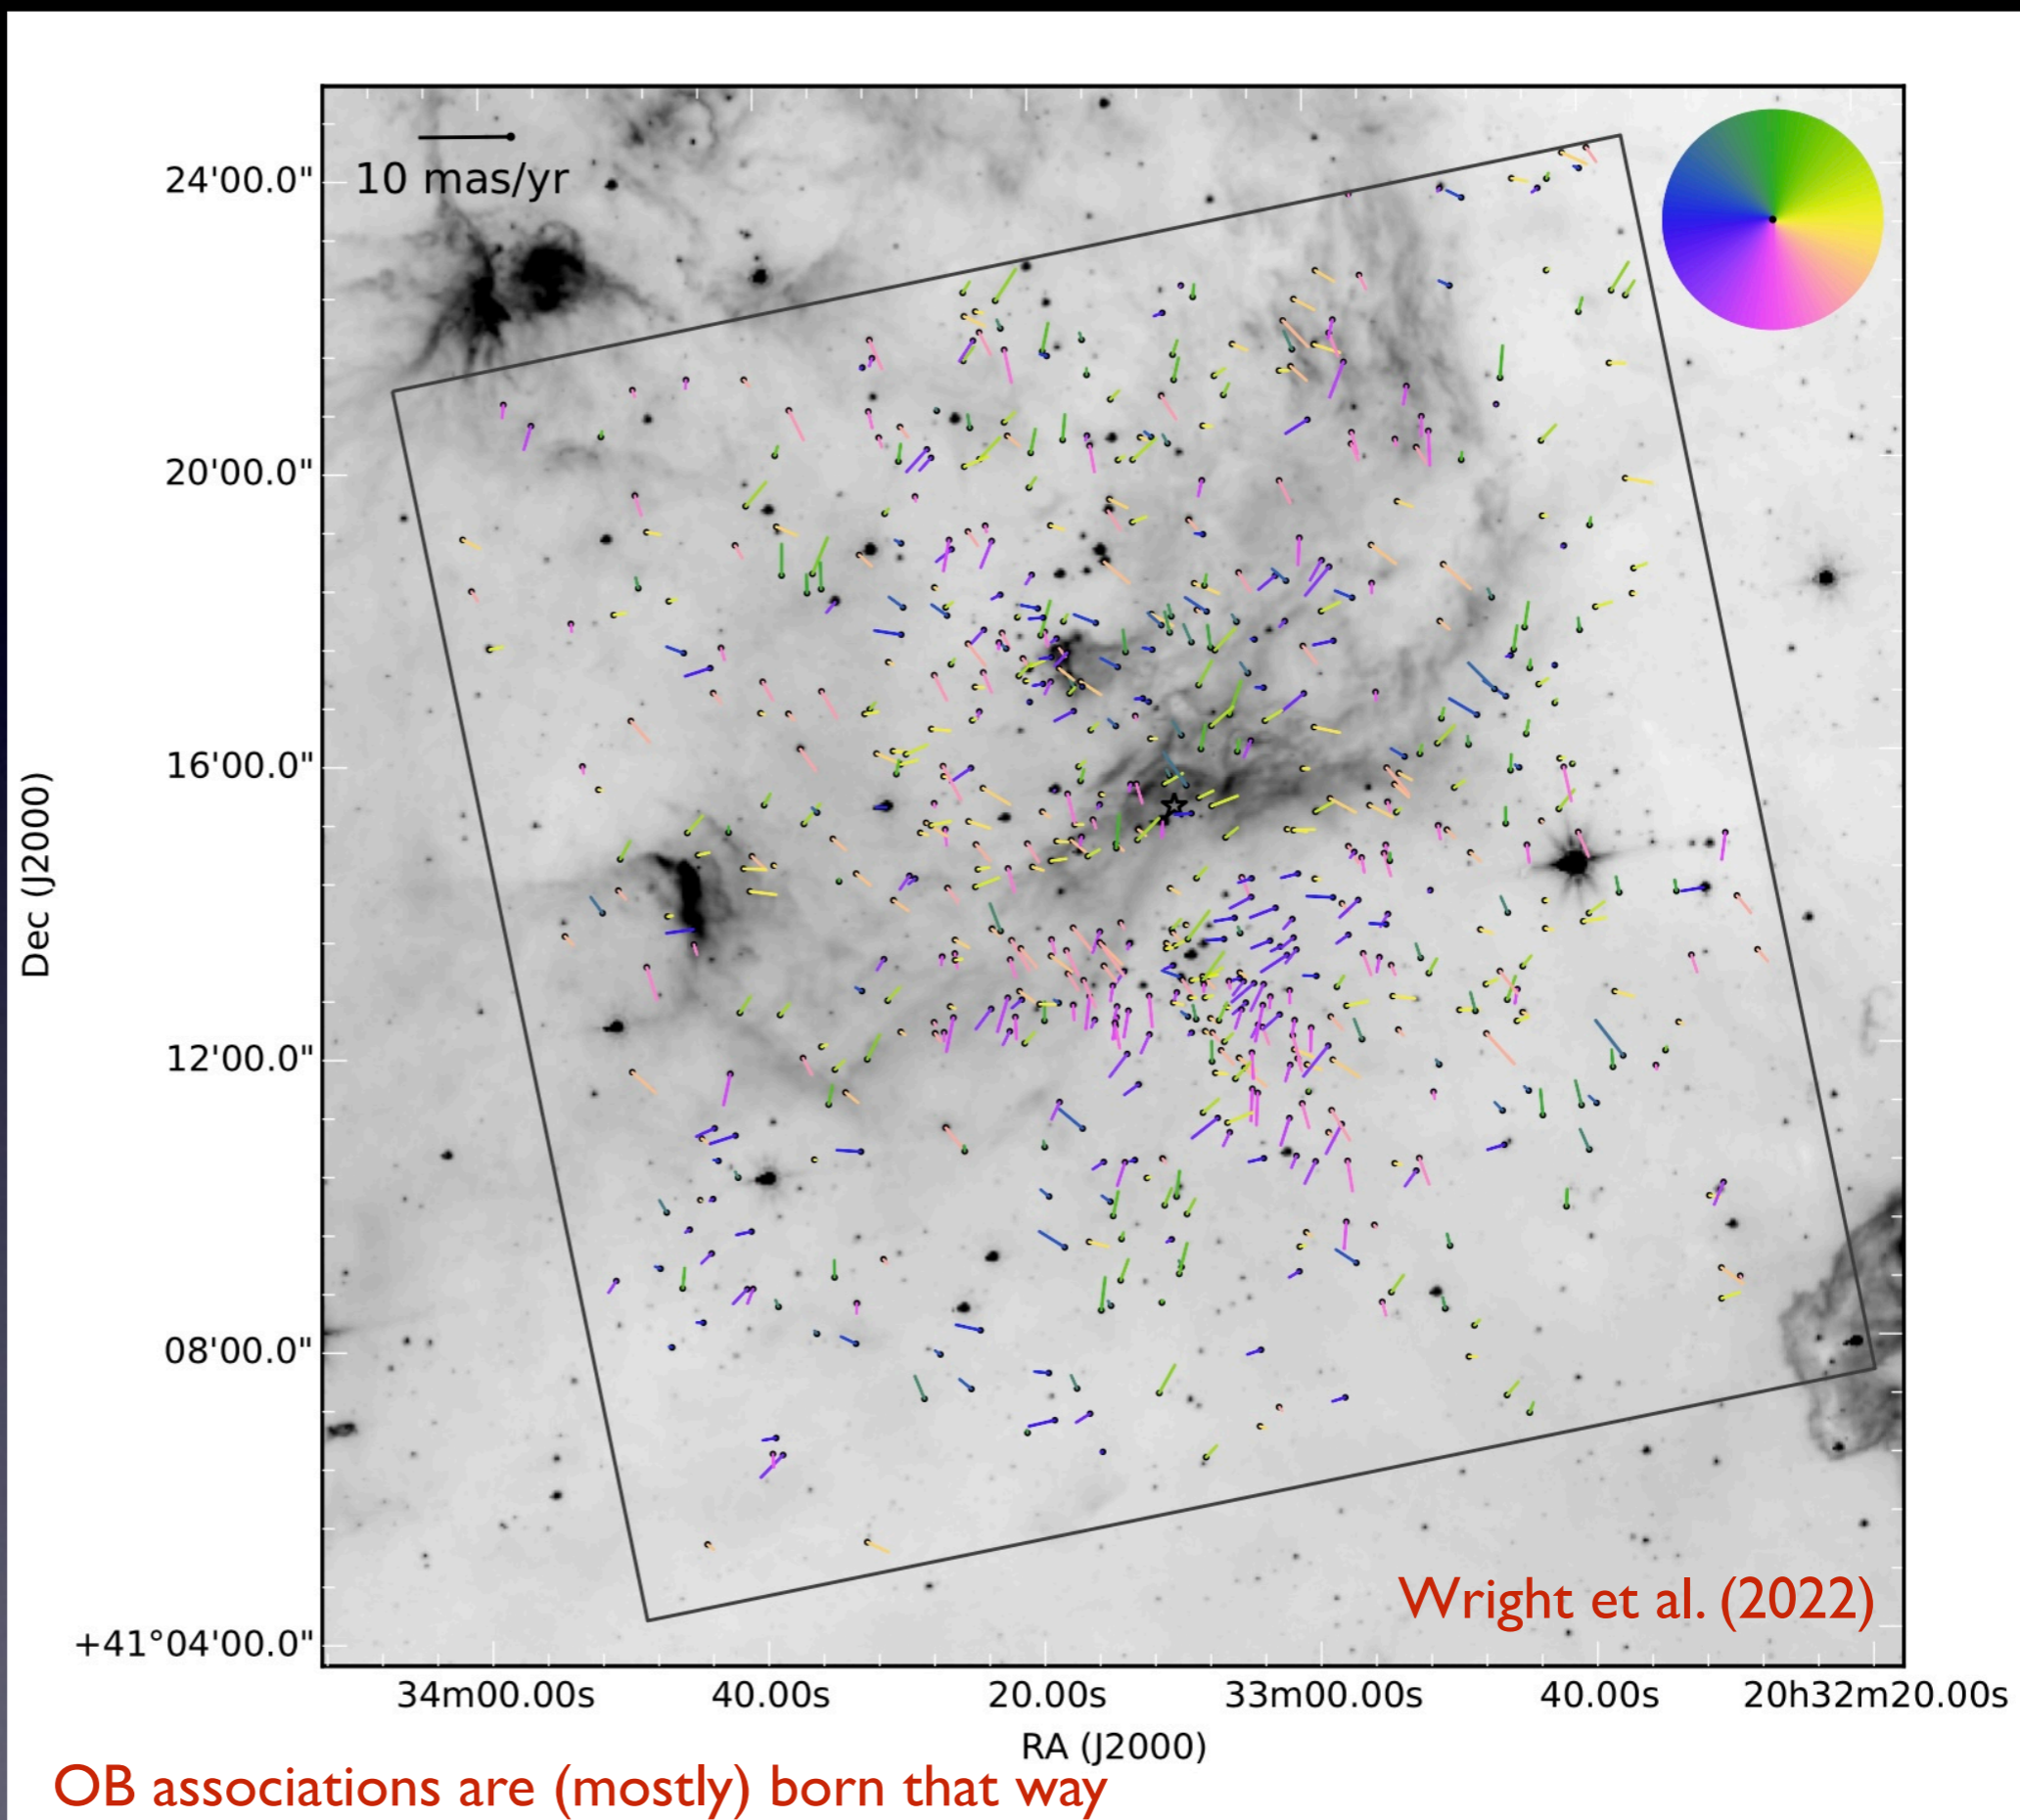 10 mas/yr
24'00.0"
20'00.0"
16'00.0"
12'00.0"
08'00.0"
+41°04'00.0"
Dec (J2000)
34m00.00s 40.00s 20.00s 33m00.00s 40.00s 20h32m20.00s
RA (J2000)
Wright et al. (2022)
OB associations are (mostly) born that way